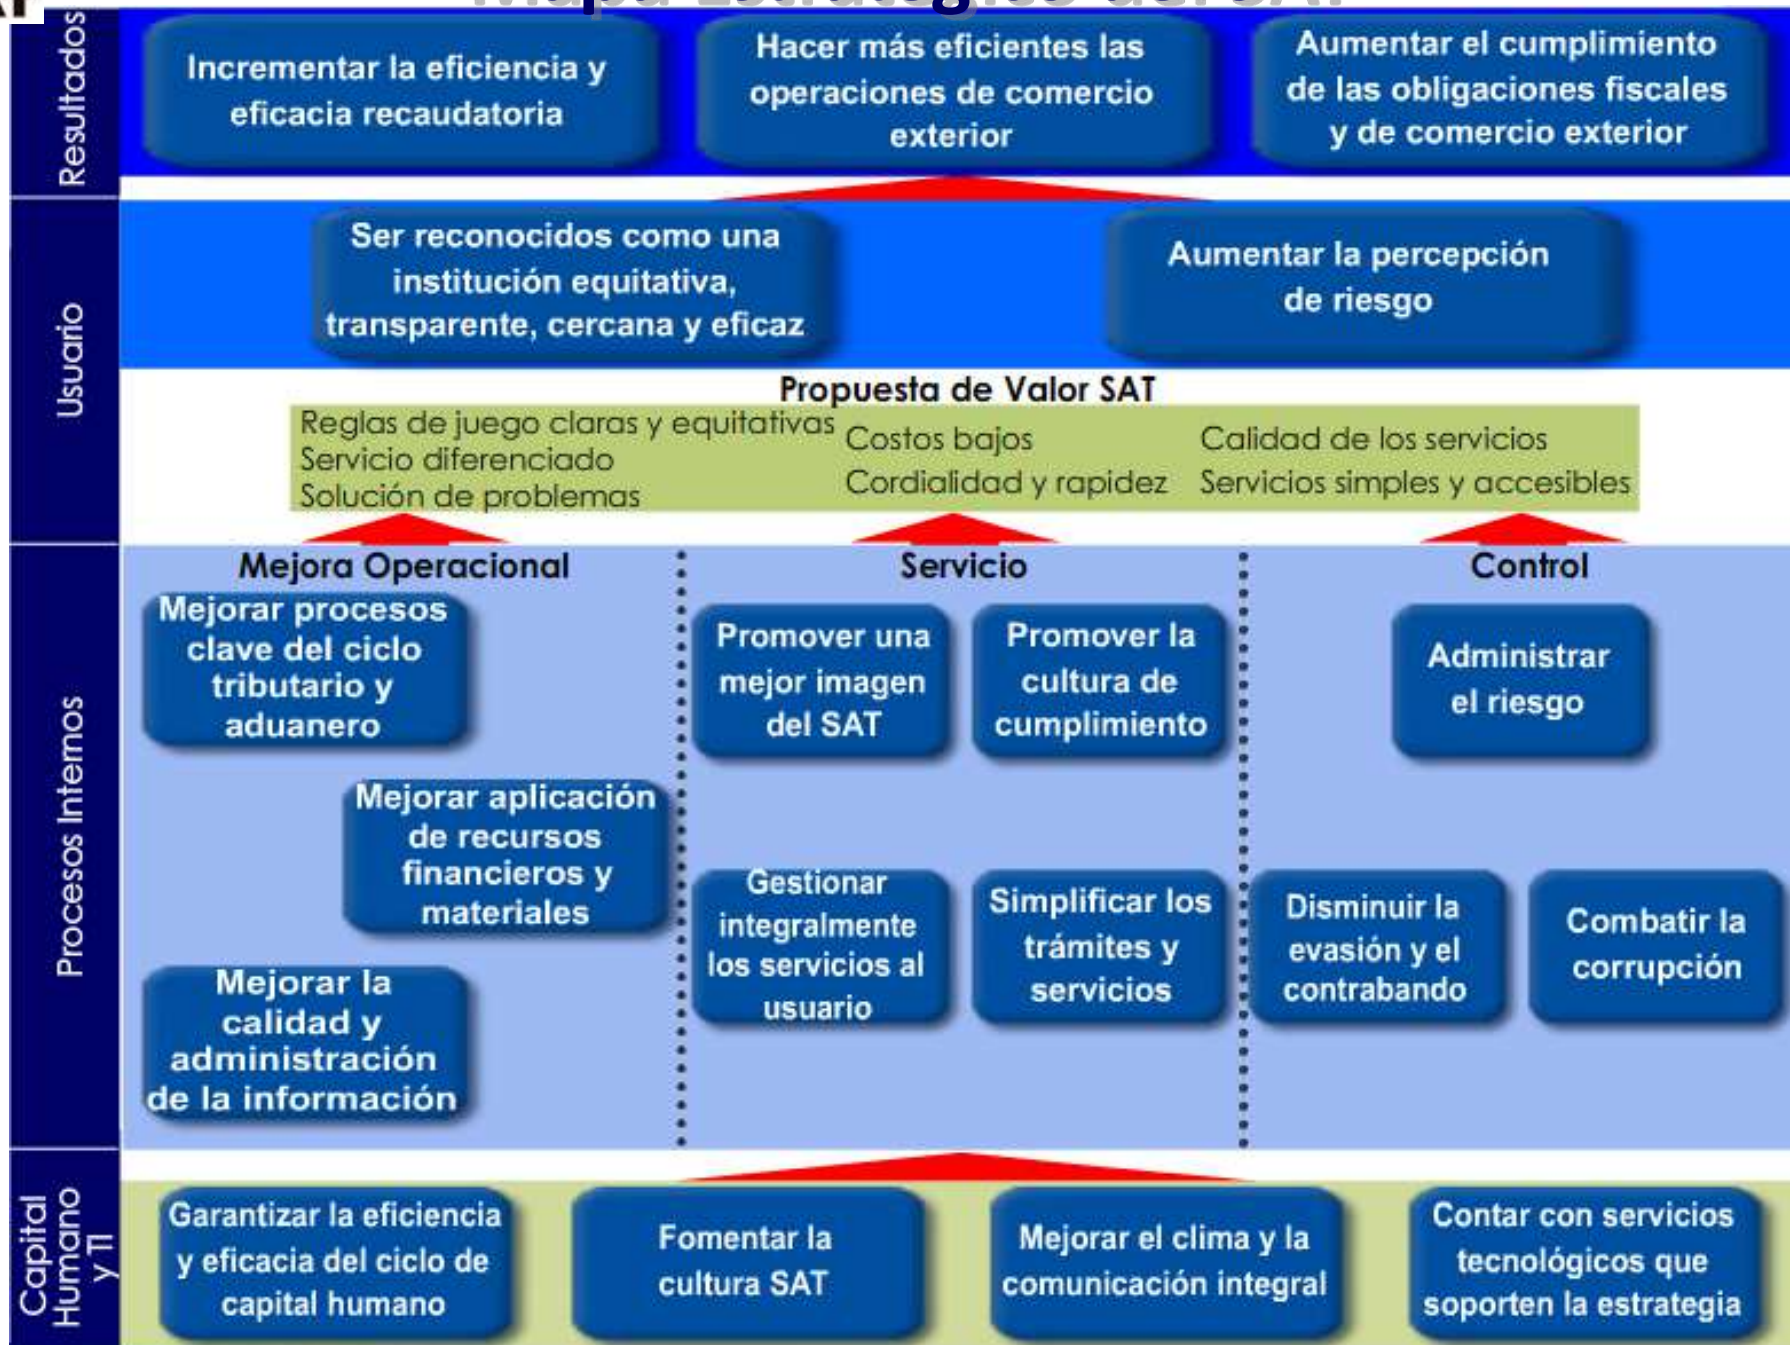 Mapa Estratégico del SAT
Resultados
Incrementar la eficiencia y
eficacia recaudatoria
Hacer más eficientes las
operaciones de comercio
exterior
Aumentar el cumplimiento
de las obligaciones fiscales
y de comercio exterior
Usuario
Ser reconocidos como una
institución equitativa,
transparente, cercana y eficaz
Aumentar la percepción
de riesgo
Propuesta de Valor SAT
Reglas de juego claras y equitativas
Servicio diferenciado
Solución de problemas
Costos bajos
Cordialidad y rapidez
Calidad de los servicios
Servicios simples y accesibles
Procesos Internos
Mejora Operacional
Mejorar procesos
clave del ciclo
tributario y
aduanero
Mejorar aplicación
de recursos
financieros y
materiales
Mejorar la
calidad y
administración
de la información
Servicio
Promover una
mejor imagen
del SAT
Promover la
cultura de
cumplimiento
Gestionar
integralmente
los servicios al
usuario
Simplificar los
trámites y
servicios
Control
Administrar
el riesgo
Disminuir la
evasión y el
contrabando
Combatir la
corrupción
Capital
Humano
y TI
Garantizar la eficiencia
y eficacia del ciclo de
capital humano
Fomentar la
cultura SAT
Mejorar el clima y la
comunicación integral
Contar con servicios
tecnológicos que
soporten la estrategia